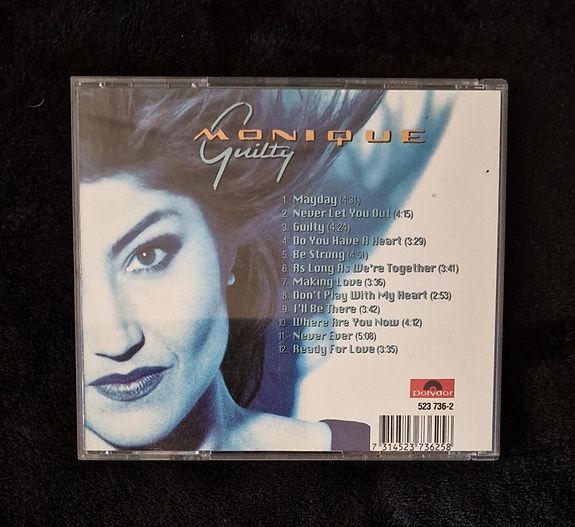 MONIQUE
Guilty
1. Mayday (4:31)
2. Never Let You Out (4:15)
3. Guilty (4:24)
4. Do You Have A Heart (3:29)
5. Be Strong (4:51)
6. As Long As We're Together (3:41)
7. Making Love (3:36)
8. Don't Play With My Heart (2:53)
9. I'll Be There (3:42)
10. Where Are You Now (4:12)
11. Never Ever (5:08)
12. Ready For Love (3:35)
polydor
523 736-2
7 314523 736258